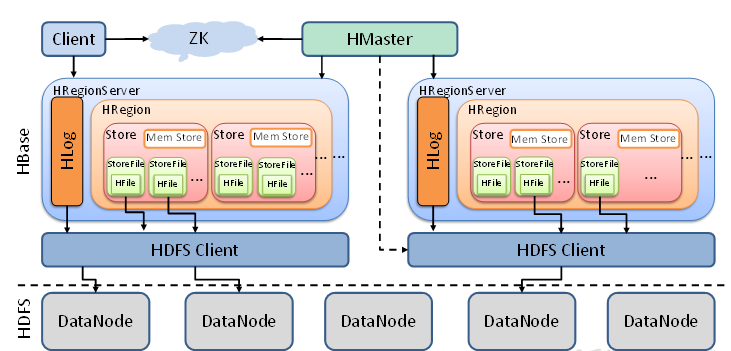 Client
ZK
HMaster
HBase
HRegionServer
HLog
HRegion
Store
Mem Store
StoreFile
HFile
StoreFile
HFile
...
Store
Mem Store
StoreFile
HFile
StoreFile
HFile
...
...
HRegionServer
HLog
HRegion
Store
Mem Store
StoreFile
HFile
StoreFile
HFile
...
Store
Mem Store
StoreFile
HFile
...
...
...
HDFS Client
HDFS Client
HDFS
DataNode
DataNode
DataNode
DataNode
DataNode